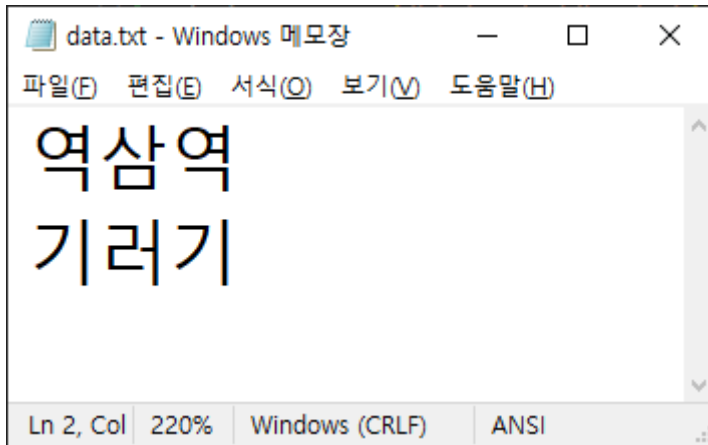 data.txt - Windows 메모장
파일(F) 편집(E) 서식(O) 보기(V) 도움말(H)
역삼역
기러기
Ln 2, Col 220% Windows (CRLF) ANSI